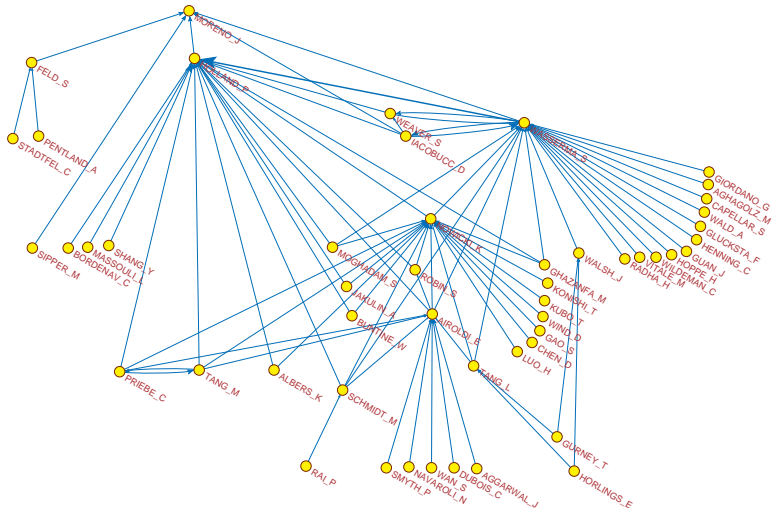 MORENO_J
FELD_S
WEAVER_S
IACOBUCC_D
PENTLAND_A
STADTFEL_C
GIORDANO_G
AGHAGOLZ_M
CAPELLAR_S
WALD_A
GLUCKSTA_F
HENNING_C
GUAN_J
HOPPE_H
WILDEMAN_C
VITALE_M
RADHA_H
WALSH_J
SIPPER_M
BORDENAV_C
MASSOULI_L
SHANG_Y
MOGHADAM_S
ROBIN_S
GHAZANFA_M
JAKULIN_A
KONISHI_T
KUBO_T
BUNTINE_W
AIROLDI_E
WIND_D
GAO_S
CHEN_D
LUO_H
PRIEBE_C
TANG_M
ALBERS_K
SCHMIDT_M
TANG_L
GURNEY_T
RAI_P
SMYTH_P
NAVAROLI_N
WAN_S
DUBOIS_C
AGGARWAL_J
HORLINGS_E